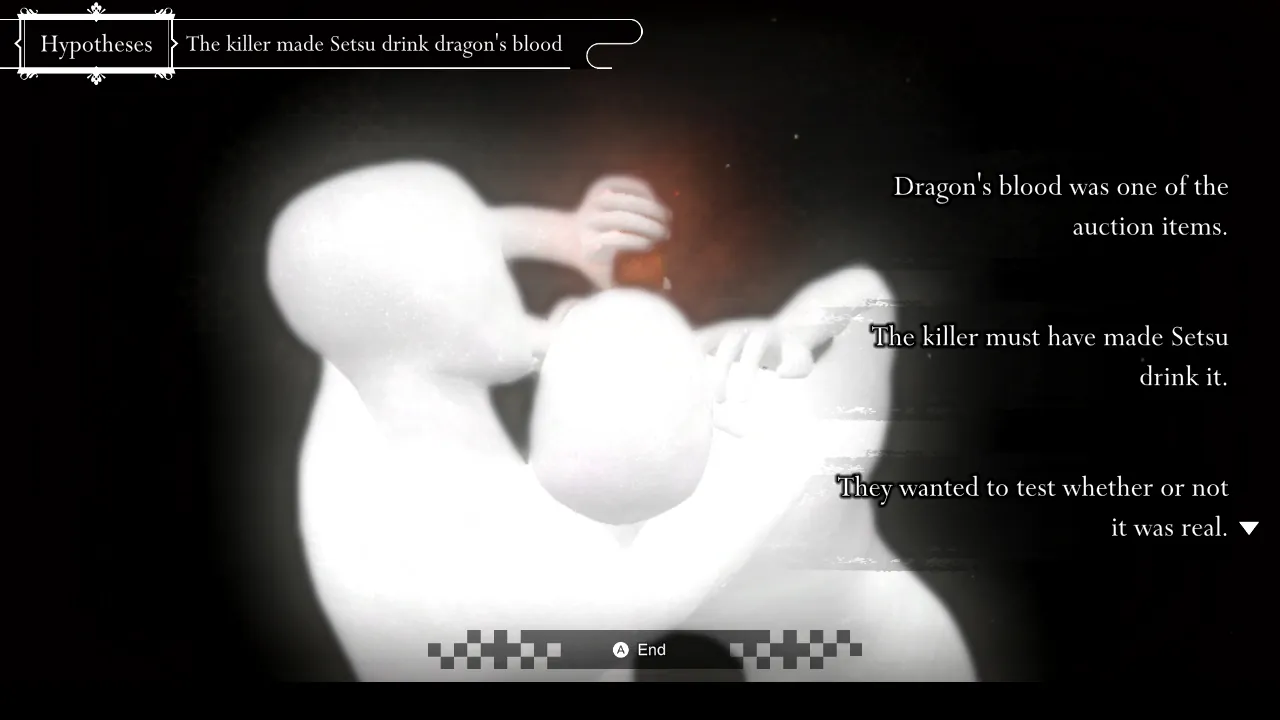 Hypotheses
The killer made Setsu drink dragon's blood
Dragon's blood was one of the
auction items.
The killer must have made Setsu
drink it.
They wanted to test whether or not
it was real.
A End